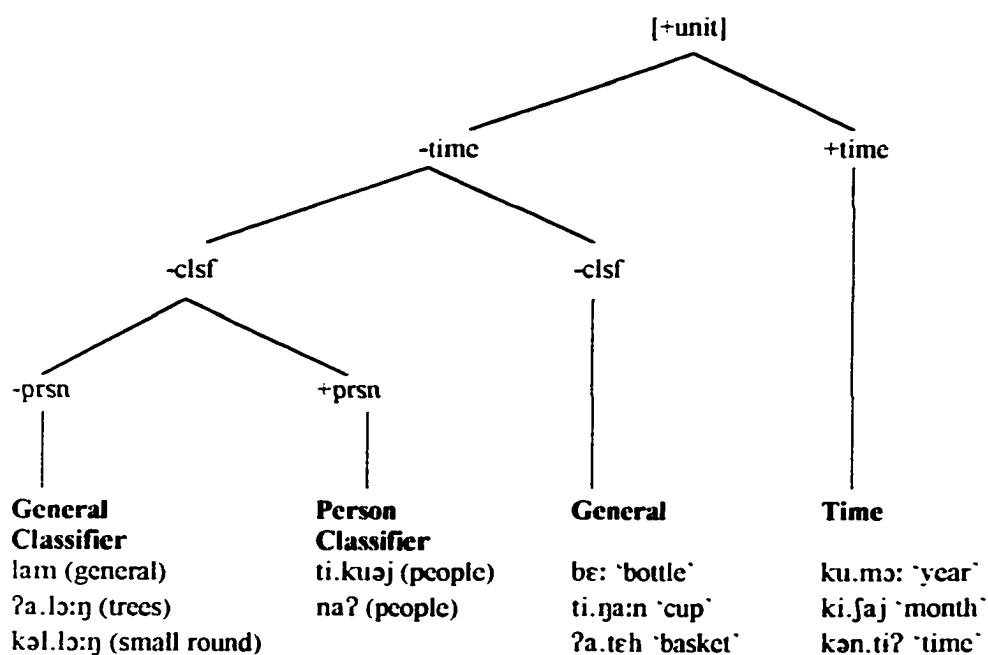 [+unit]
-time +time
-clsf -clsf
-prsn +prsn
General Person General Time
Classifier Classifier
lam (general) ti.kuəj (people) bɛ: ‘bottle’ ku.mɔ: ‘year’
ʔa.lɔ:ŋ (trees) naʔ (people) ti.ŋa:n ‘cup’ ki.ʃaj ‘month’
kəl.lɔ:ŋ (small round) ʔa.tɛh ‘basket’ kən.tɨʔ ‘time’